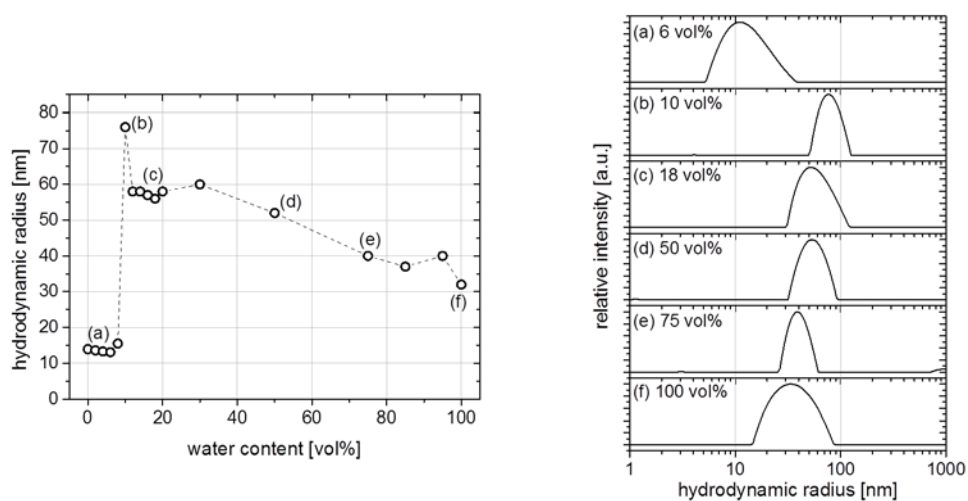 80
70
60
50
40
30
20
10
0
hydrodynamic radius [nm]
(a)
(b)
(c)
(d)
(e)
(f)
0 20 40 60 80 100
water content [vol%]
relative intensity [a.u.]
(a) 6 vol%
(b) 10 vol%
(c) 18 vol%
(d) 50 vol%
(e) 75 vol%
(f) 100 vol%
1 10 100 1000
hydrodynamic radius [nm]